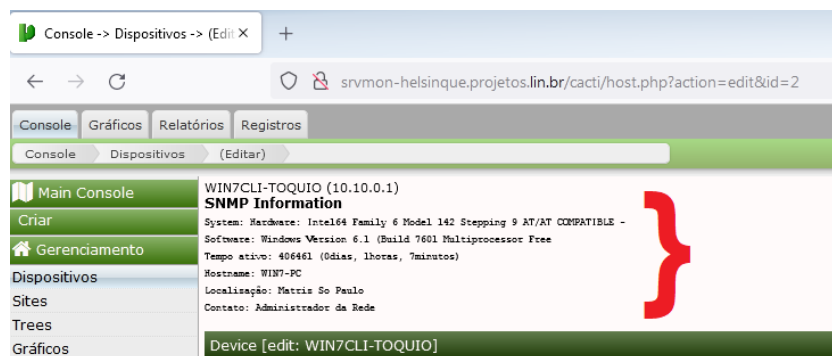 Console -> Dispositivos -> (Edit
srvmon-helsinque.projetos.lin.br/cacti/host.php?action=edit&id=2
Console Gráficos Relatórios Registros
Console Dispositivos (Editar)
Main Console
Criar
Gerenciamento
Dispositivos
Sites
Trees
Gráficos
WIN7CLI-TOQUIO (10.10.0.1)
SNMP Information
System: Hardware: Intel64 Family 6 Model 142 Stepping 9 AT/AT COMPATIBLE -
Software: Windows Version 6.1 (Build 7601 Multiprocessor Free
Tempo ativo: 406461 (0dias, 1horas, 7minutos)
Hostname: WIN7-PC
Localização: Matris So Paulo
Contato: Administrador da Rede
Device [edit: WIN7CLI-TOQUIO]